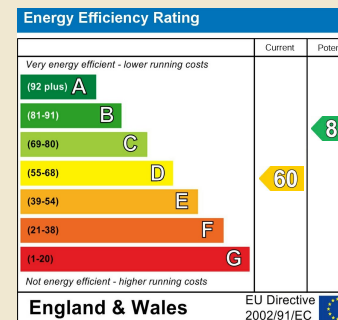 Energy Efficiency Rating
Current
Very energy efficient - lower running costs
(92 plus) A
(81-91) B
(69-80) C
(55-68) D
60
(39-54) E
(21-38) F
(1-20) G
Not energy efficient - higher running costs
England & Wales
EU Directive
2002/91/EC